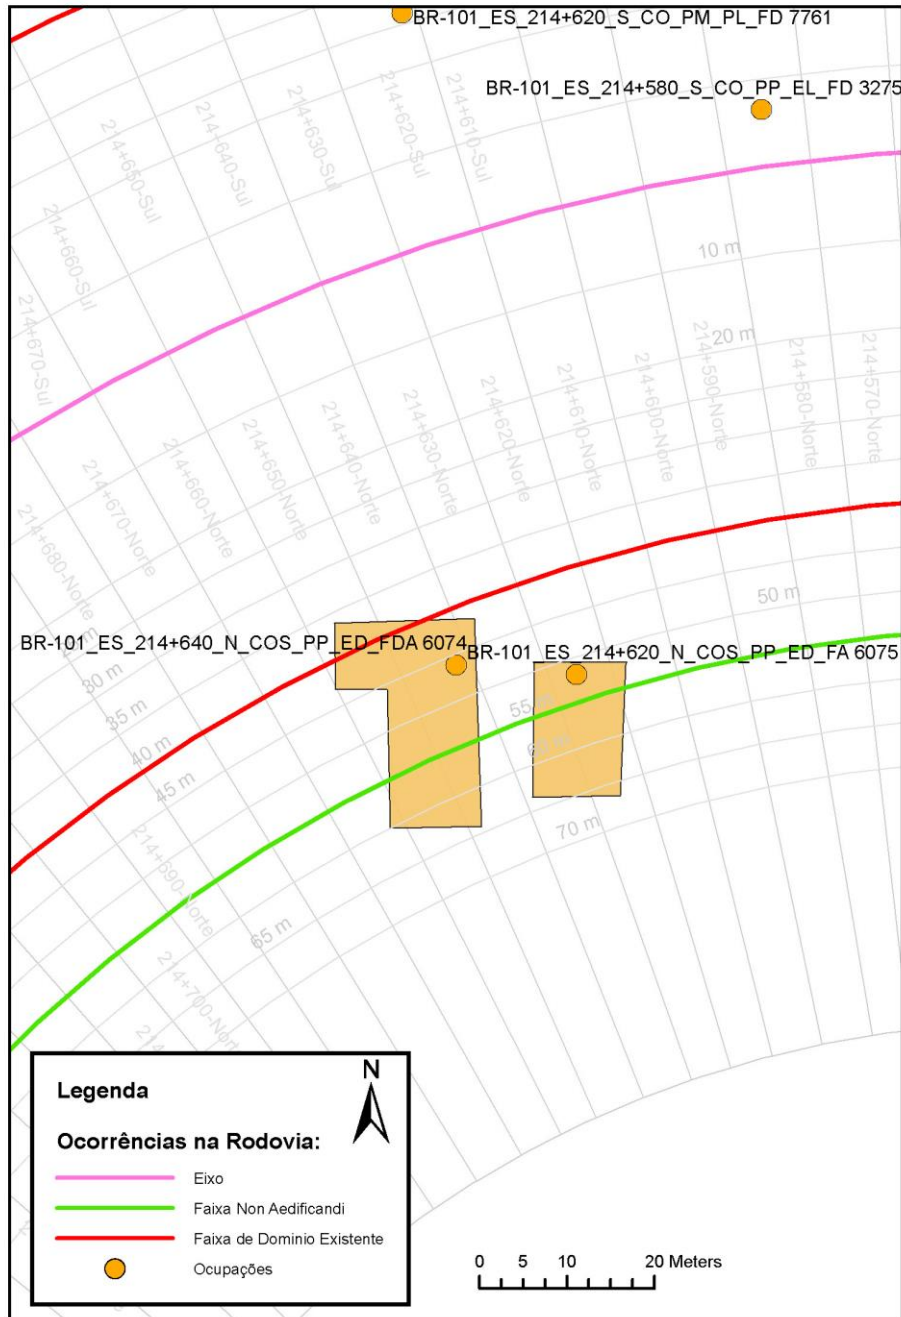 BR-101_ES_214+620_S_CO_PM_PL_FD 7761
BR-101_ES_214+580_S_CO_PP_EL_FD 3275
214+610-Sul
214+620-Sul
214+630-Sul
214+640-Sul
214+650-Sul
214+660-Sul
214+670-Sul
10 m
20 m
214+570-Norte
214+580-Norte
214+590-Norte
214+600-Norte
214+610-Norte
214+620-Norte
214+630-Norte
214+640-Norte
214+650-Norte
214+660-Norte
214+670-Norte
214+680-Norte
50 m
BR-101_ES_214+640_N_COS_PP_ED_FDA 6074
BR-101_ES_214+620_N_COS_PP_ED_FA 6075
30 m
35 m
40 m
45 m
55
60 m
70 m
65 m
214+690-Norte
214+700-Norte
Legenda
N
Ocorrências na Rodovia:
Eixo
Faixa Non Aedificandi
Faixa de Dominio Existente
Ocupações
0 5 10 20 Meters